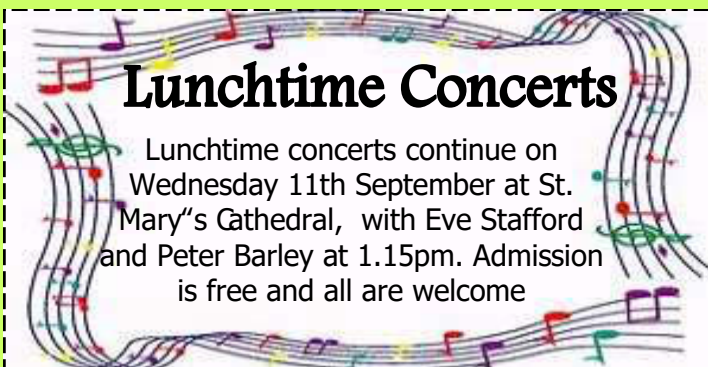 Lunchtime Concerts
Lunchtime concerts continue on
Wednesday 11th September at St.
Mary“s Cathedral, with Eve Stafford
and Peter Barley at 1.15pm. Admission
is free and all are welcome